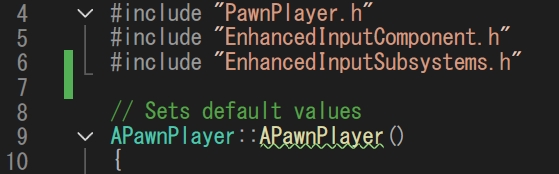 4 #include "PawnPlayer.h"
5 #include "EnhancedInputComponent.h"
6 #include "EnhancedInputSubsystems.h"
7
8 // Sets default values
9 APawnPlayer::APawnPlayer()
10 {